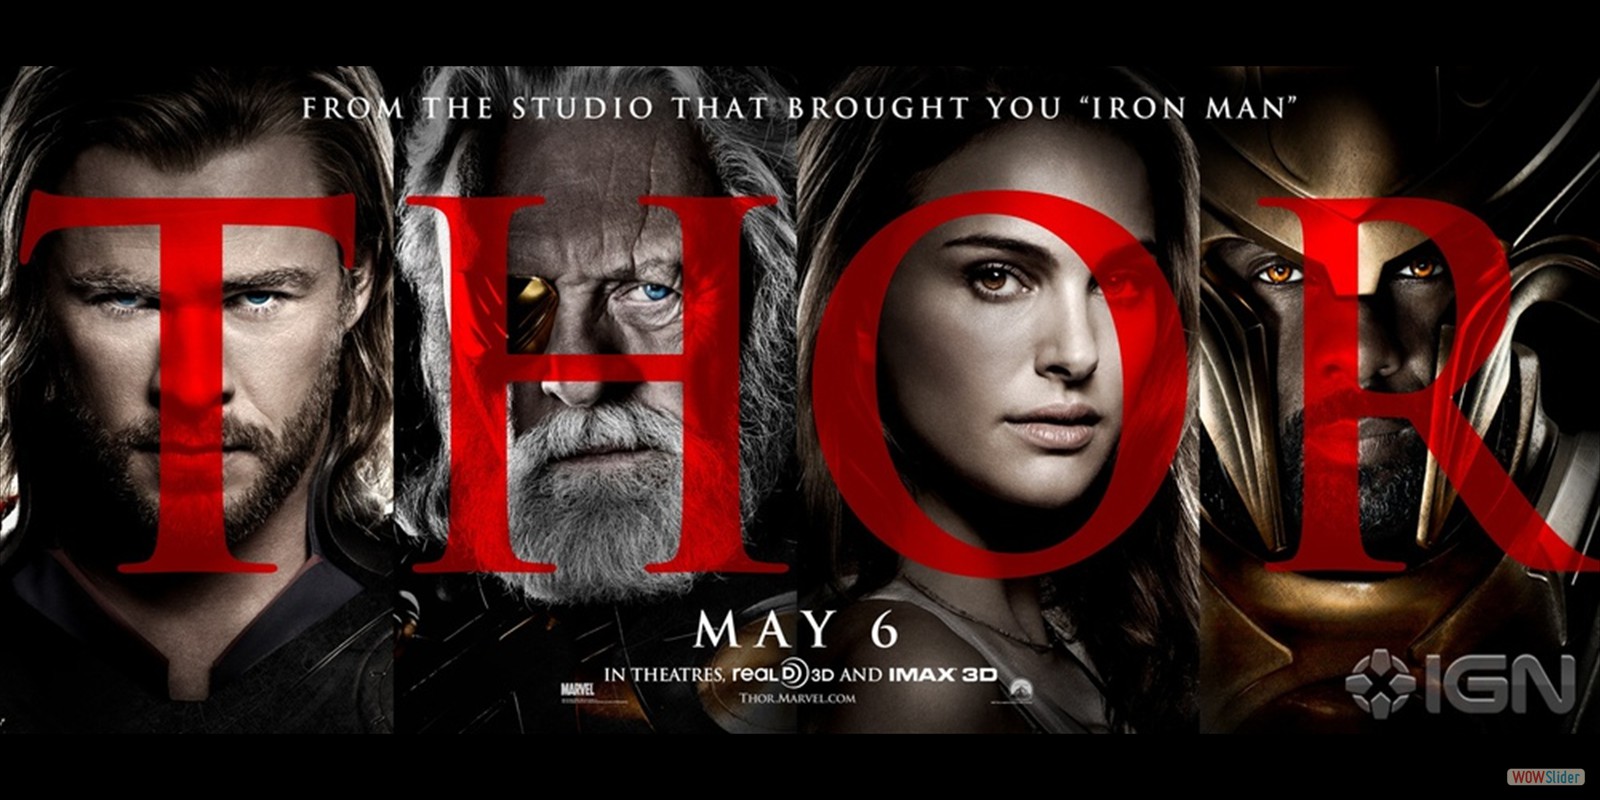 FROM THE STUDIO THAT BROUGHT YOU “IRON MAN”
THOR
MAY 6
IN THEATRES, REAL D 3D AND IMAX 3D
MARVEL
THOR.MARVEL.COM
IGN
WOWSlider